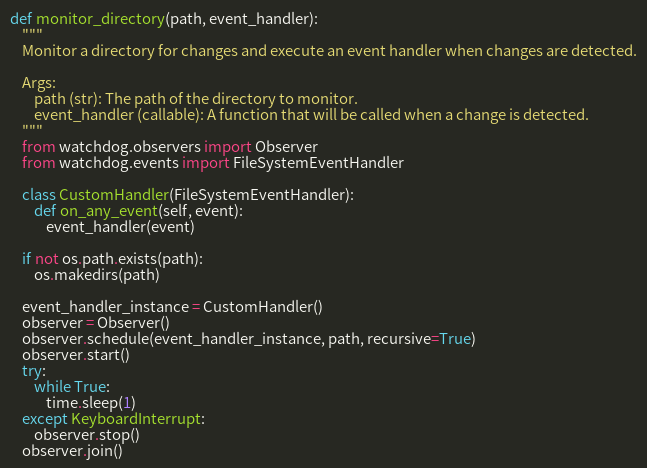 def monitor_directory(path, event_handler):
    """
    Monitor a directory for changes and execute an event handler when changes are detected.

    Args:
        path (str): The path of the directory to monitor.
        event_handler (callable): A function that will be called when a change is detected.
    """
    from watchdog.observers import Observer
    from watchdog.events import FileSystemEventHandler

    class CustomHandler(FileSystemEventHandler):
        def on_any_event(self, event):
            event_handler(event)

    if not os.path.exists(path):
        os.makedirs(path)

    event_handler_instance = CustomHandler()
    observer = Observer()
    observer.schedule(event_handler_instance, path, recursive=True)
    observer.start()
    try:
        while True:
            time.sleep(1)
    except KeyboardInterrupt:
        observer.stop()
    observer.join()